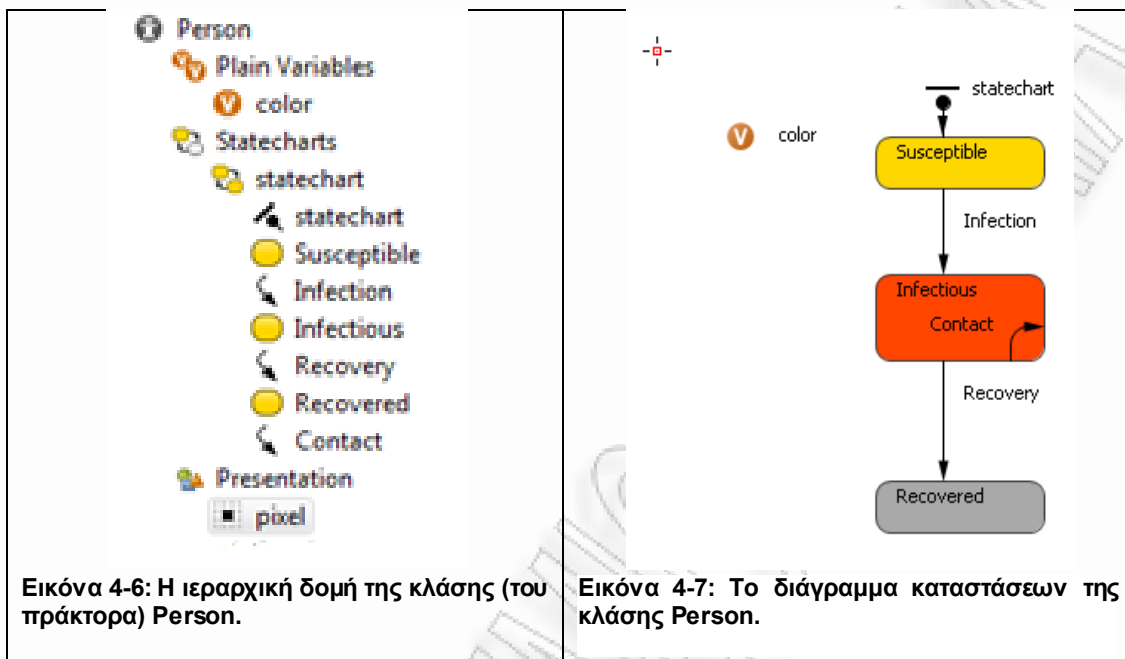 Person
Plain Variables
color
Statecharts
statechart
statechart
Susceptible
Infection
Infectious
Recovery
Recovered
Contact
Presentation
pixel
Εικόνα 4-6: Η ιεραρχική δομή της κλάσης (του
πράκτορα) Person.
statechart
color
Susceptible
Infection
Infectious
Contact
Recovery
Recovered
Εικόνα 4-7: Το διάγραμμα καταστάσεων της
κλάσης Person.